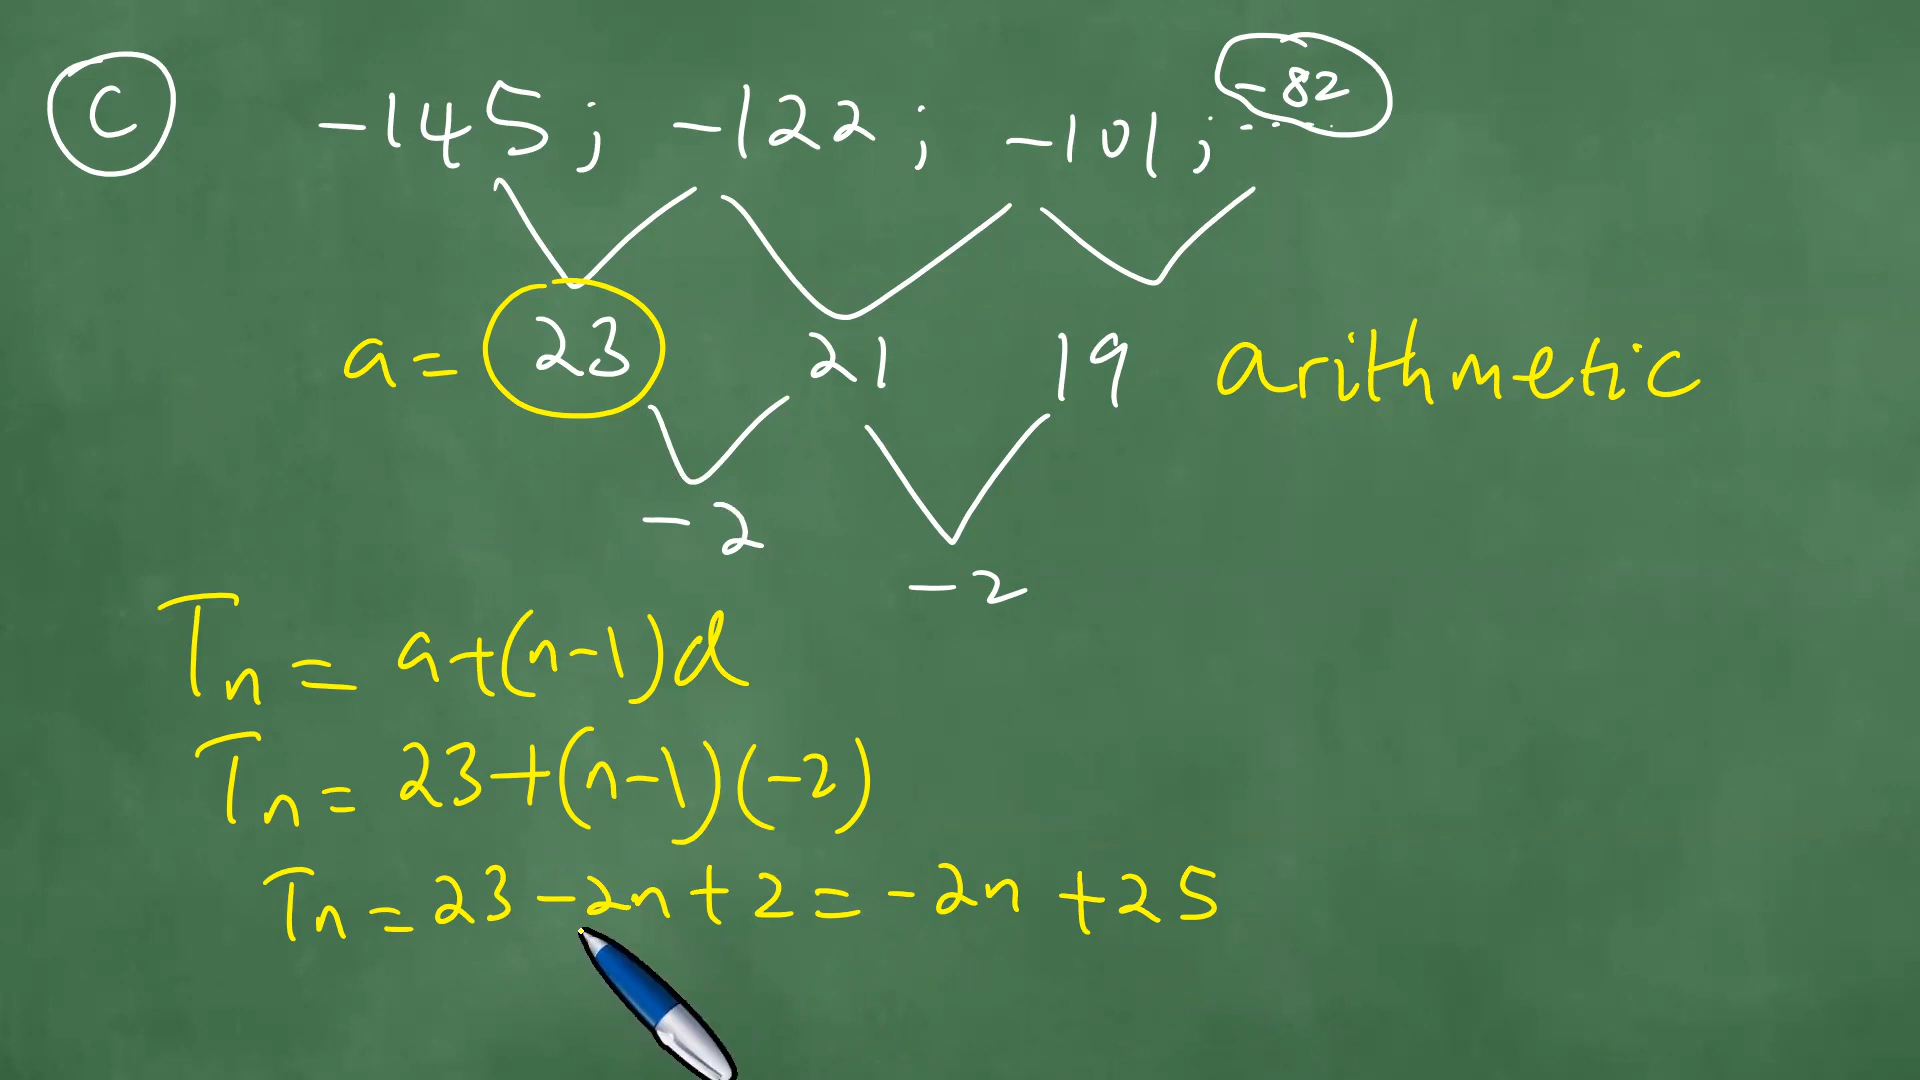 C -145; -122; -101; ... -82
a= 23 21 19 arithmetic
-2
-2
Tn = a+(n-1)d
Tn = 23+(n-1)(-2)
Tn = 23-2n+2 = -2n+25